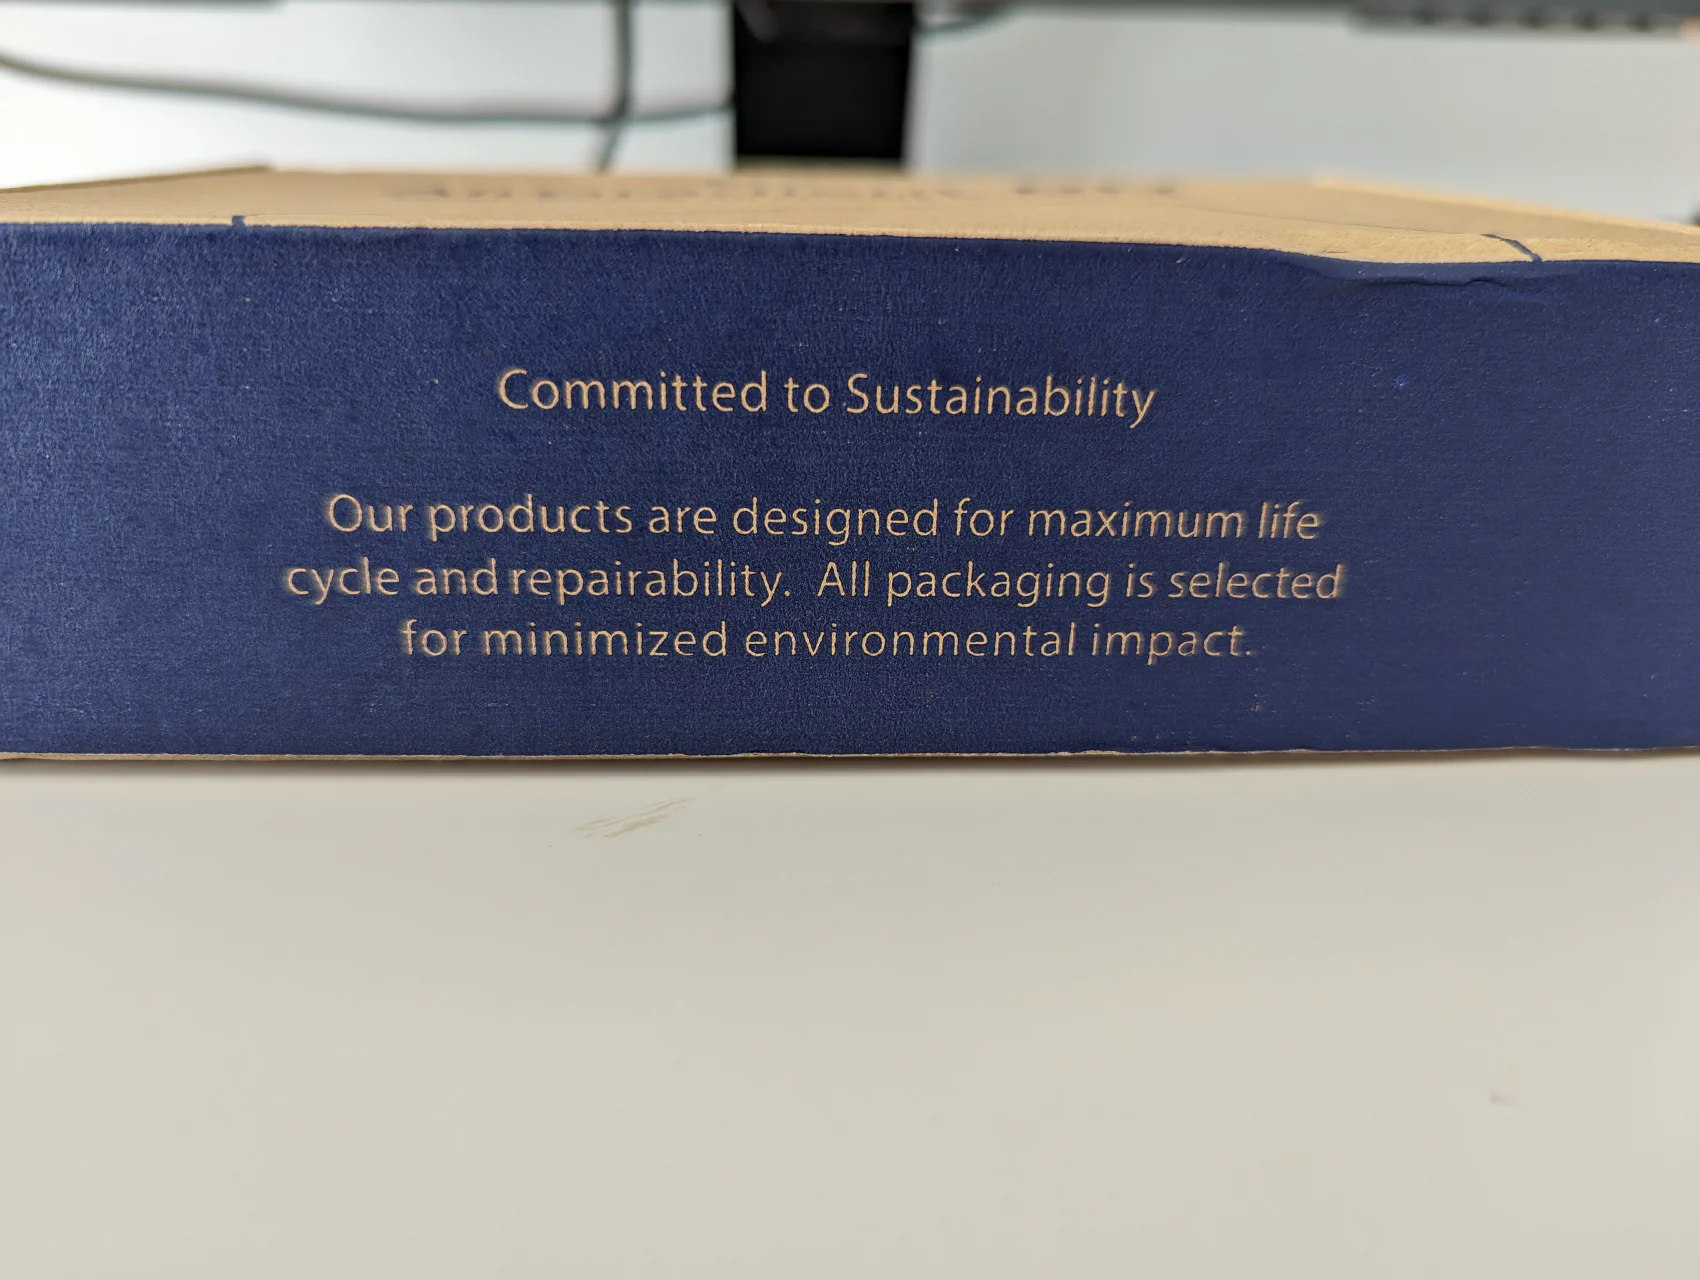 Committed to Sustainability
Our products are designed for maximum life
cycle and repairability.  All packaging is selected
for minimized environmental impact.